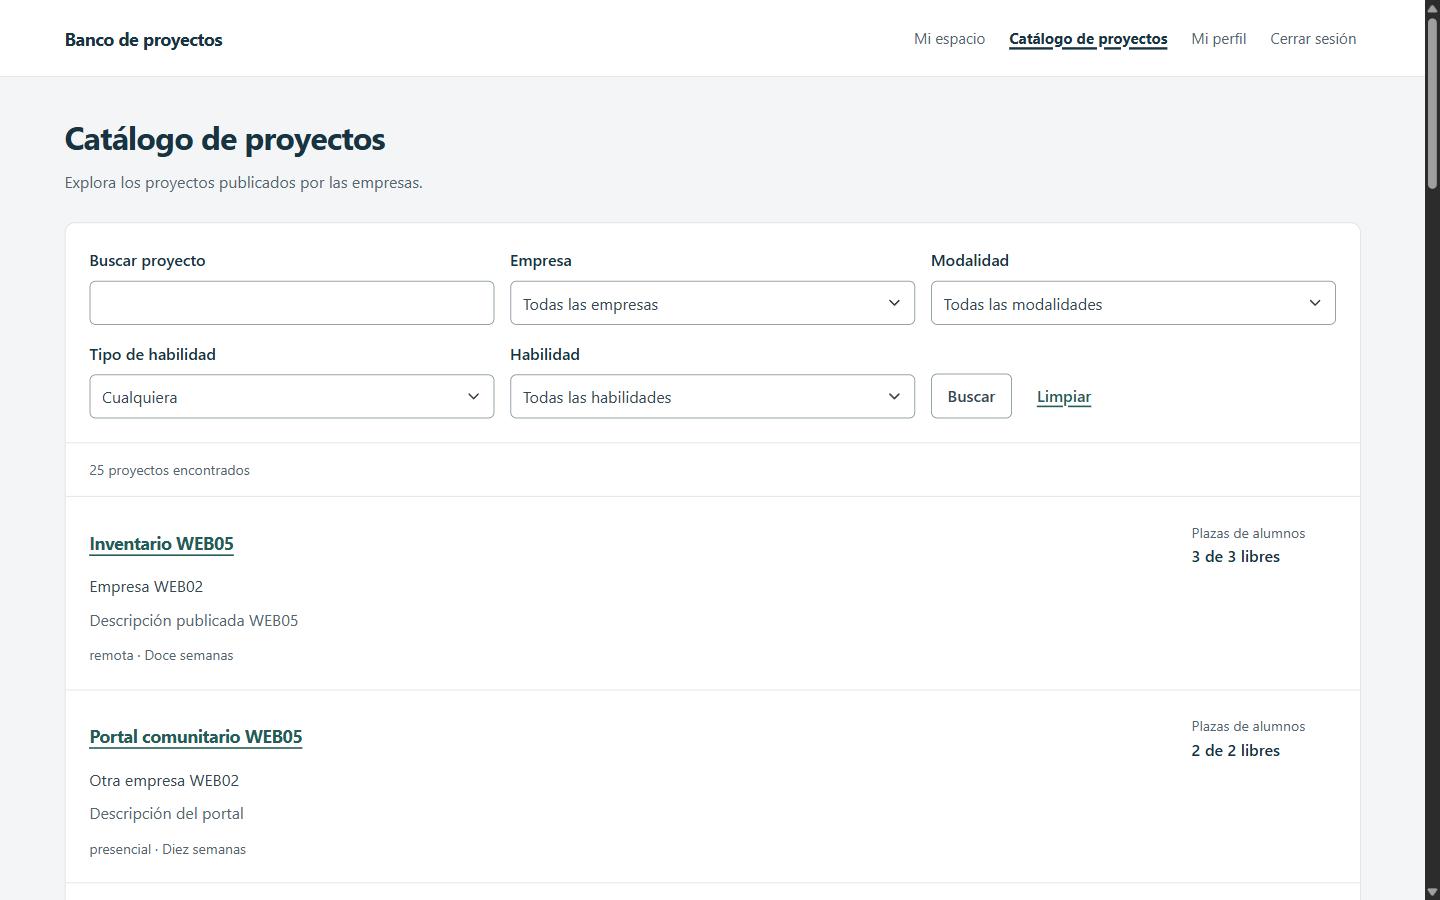 Banco de proyectos
Mi espacio Catálogo de proyectos Mi perfil Cerrar sesión
Catálogo de proyectos
Explora los proyectos publicados por las empresas.
Buscar proyecto
Empresa
Todas las empresas
Modalidad
Todas las modalidades
Tipo de habilidad
Cualquiera
Habilidad
Todas las habilidades
Buscar Limpiar
25 proyectos encontrados
Inventario WEB05
Empresa WEB02
Descripción publicada WEB05
remota · Doce semanas
Plazas de alumnos
3 de 3 libres
Portal comunitario WEB05
Otra empresa WEB02
Descripción del portal
presencial · Diez semanas
Plazas de alumnos
2 de 2 libres